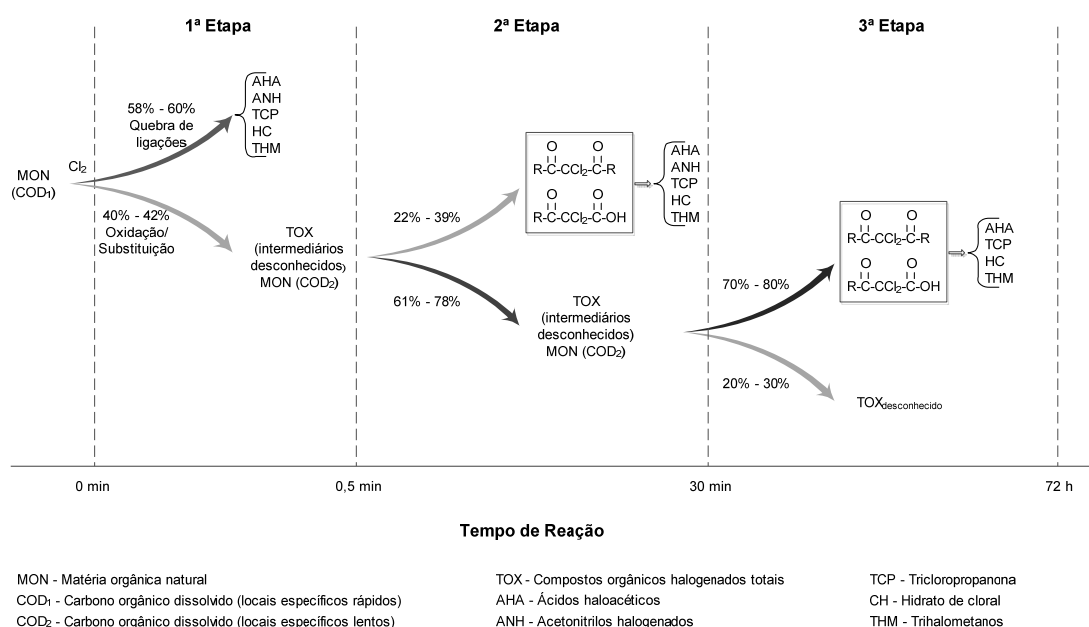 1ª Etapa
2ª Etapa
3ª Etapa
MON
(COD₁)
Cl₂
58% - 60%
Quebra de
ligações
AHA
ANH
TCP
HC
THM
40% - 42%
Oxidação/
Substituição
TOX
(intermediários
desconhecidos)
MON (COD₂)
22% - 39%
O O
R-C-CCl₂-C-R
O O
R-C-CCl₂-C-OH
AHA
ANH
TCP
HC
THM
61% - 78%
TOX
(intermediários
desconhecidos)
MON (COD₂)
70% - 80%
O O
R-C-CCl₂-C-R
O O
R-C-CCl₂-C-OH
AHA
TCP
HC
THM
20% - 30%
TOXdesconhecido
0 min
0,5 min
30 min
72 h
Tempo de Reação
MON - Matéria orgânica natural
COD₁ - Carbono orgânico dissolvido (locais específicos rápidos)
COD₂ - Carbono orgânico dissolvido (locais específicos lentos)
TOX - Compostos orgânicos halogenados totais
AHA - Ácidos haloacéticos
ANH - Acetonitrilos halogenados
TCP - Tricloropropanona
CH - Hidrato de cloral
THM - Trihalometanos